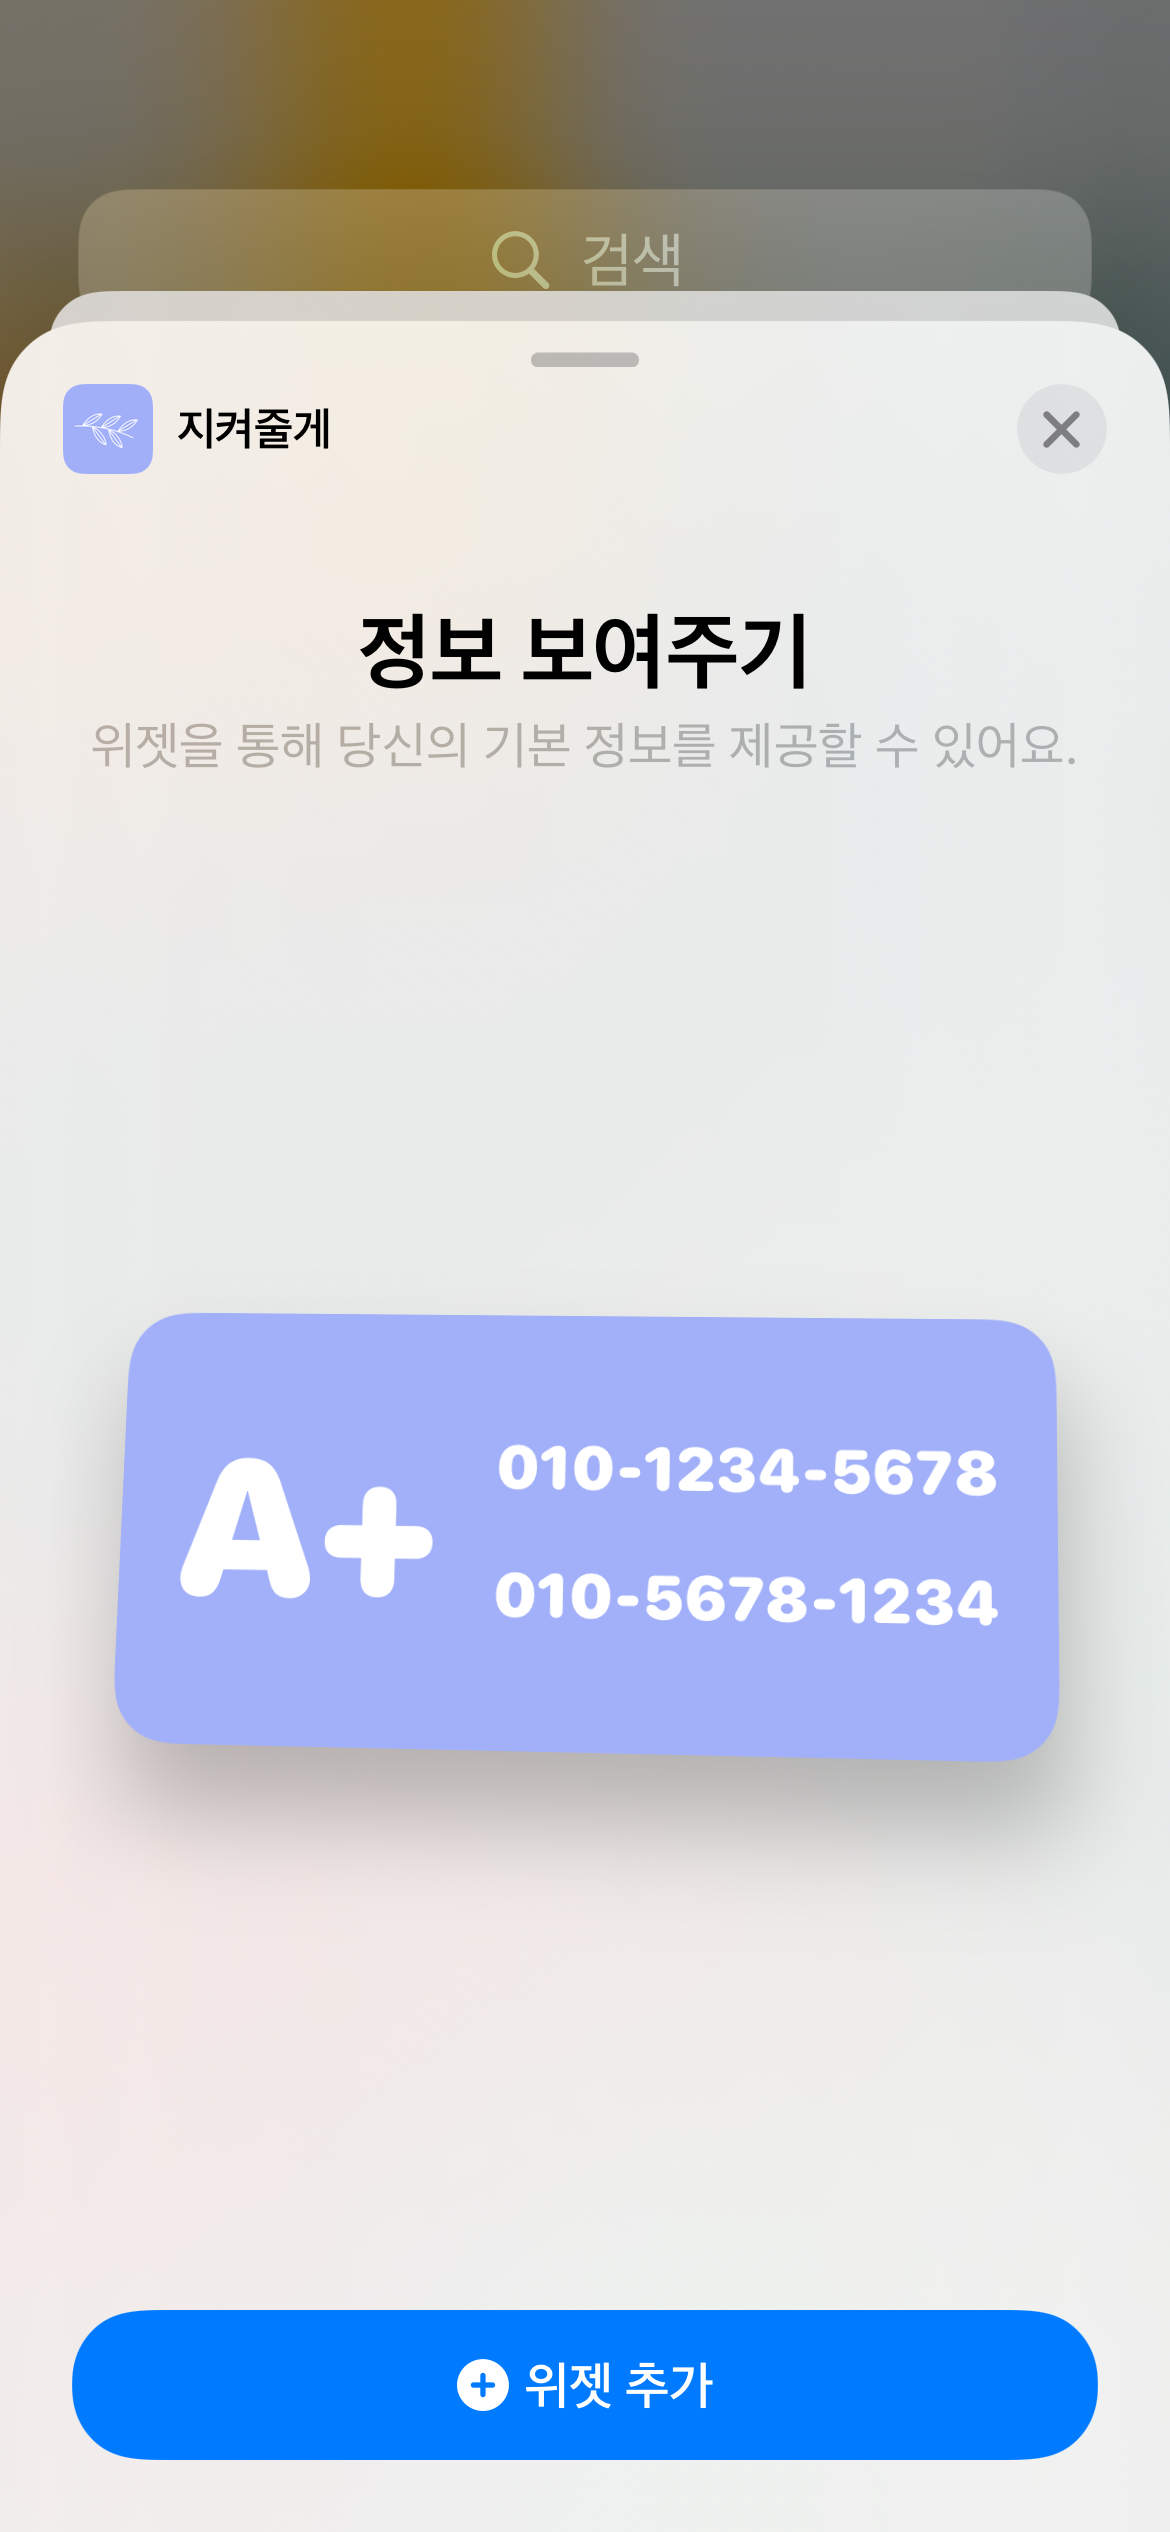 검색
지켜줄게
정보 보여주기
위젯을 통해 당신의 기본 정보를 제공할 수 있어요.
A+
010-1234-5678
010-5678-1234
위젯 추가